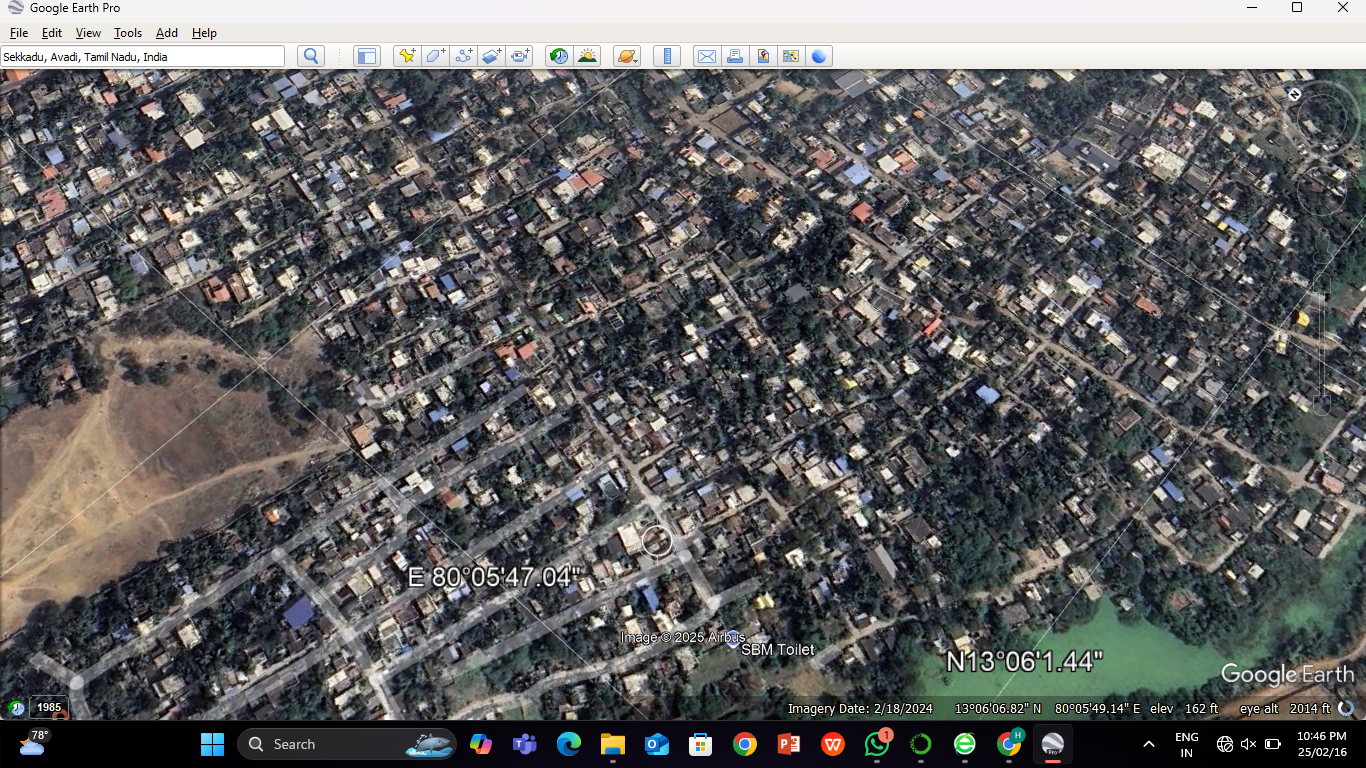 Google Earth Pro
File Edit View Tools Add Help
Sekkadu, Avadi, Tamil Nadu, India
E 80°05'47.04"
Image © 2025 Airbus
SBM Toilet
N13°06'1.44"
Google Earth
1985
Imagery Date: 2/18/2024 13°06'06.82" N 80°05'49.14" E elev 162 ft eye alt 2014 ft
78°
Search
1
H
Pro
ENG
IN
10:46 PM
25/02/16